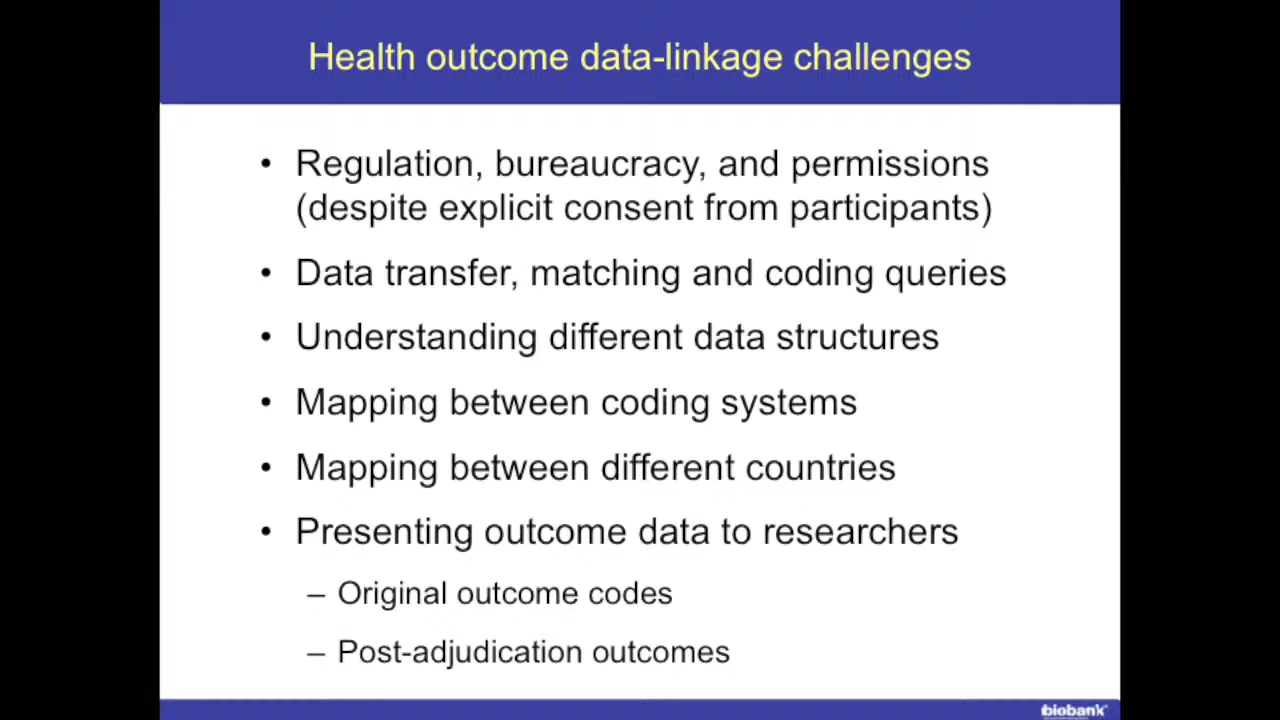 Health outcome data-linkage challenges
• Regulation, bureaucracy, and permissions
(despite explicit consent from participants)
• Data transfer, matching and coding queries
• Understanding different data structures
• Mapping between coding systems
• Mapping between different countries
• Presenting outcome data to researchers
– Original outcome codes
– Post-adjudication outcomes
biobank